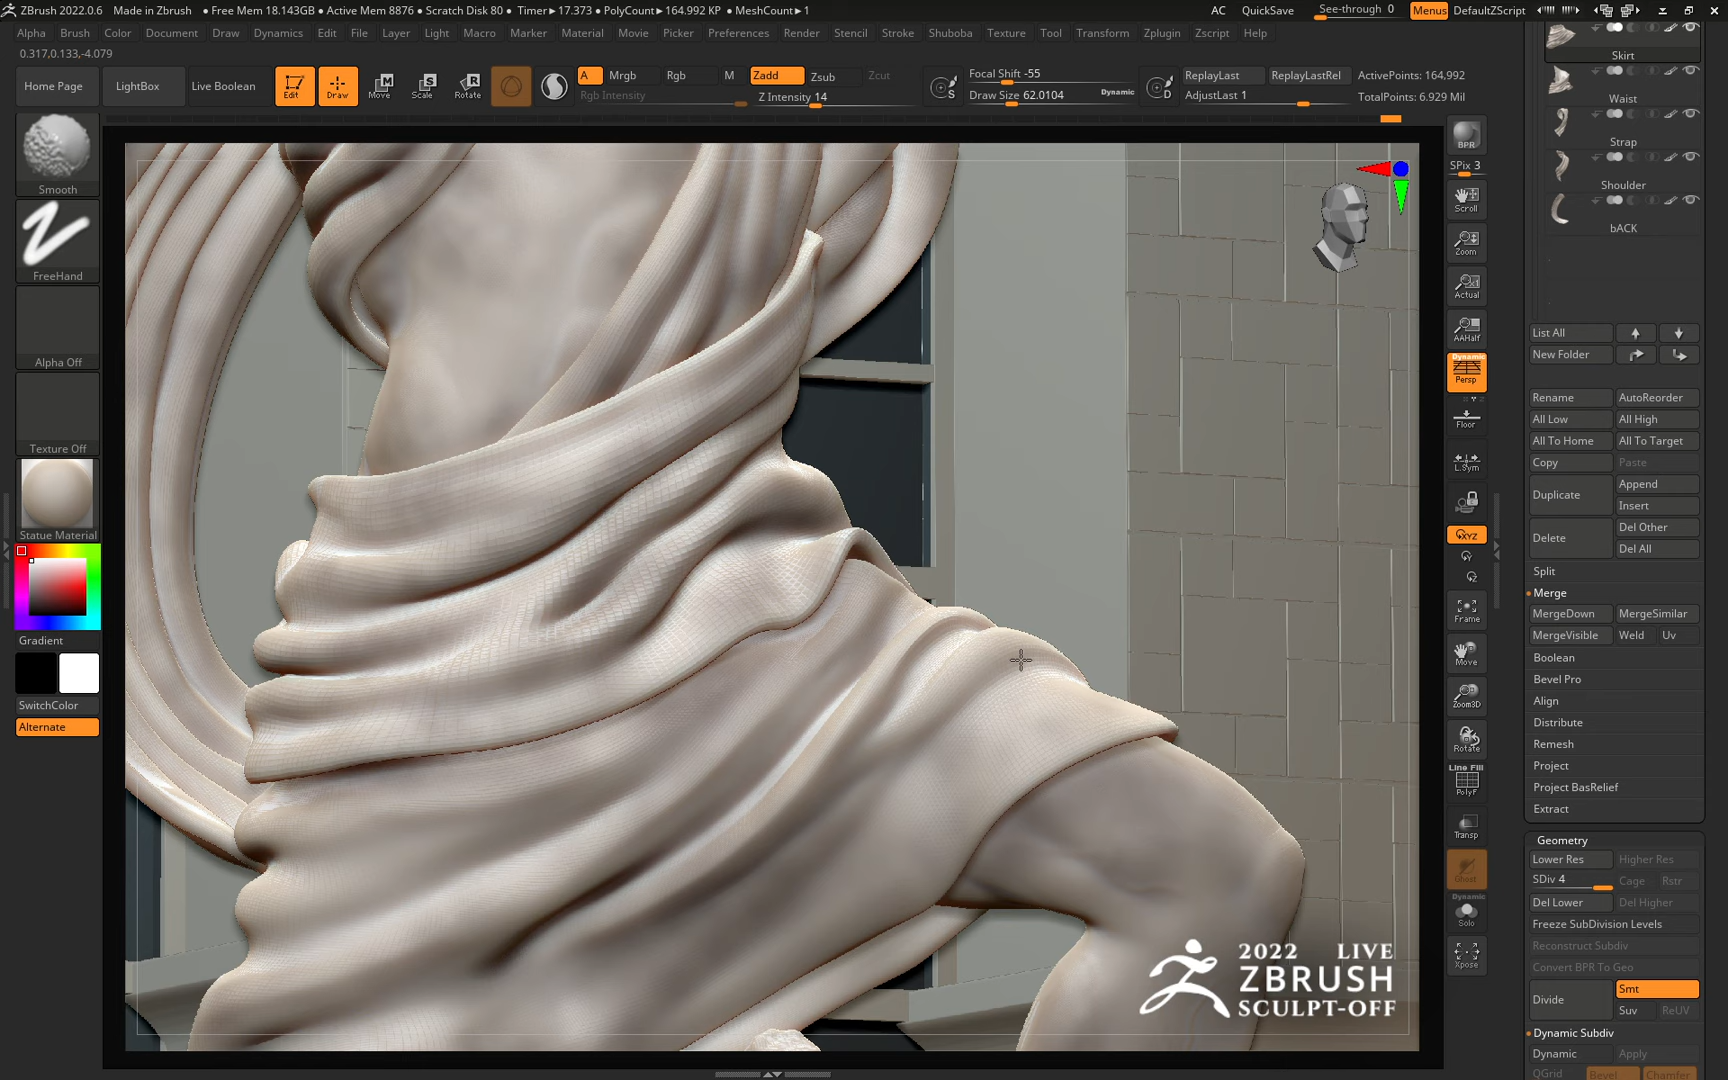 ZBrush 2022.0.6 Made in Zbrush • Free Mem 18.143GB • Active Mem 8876 • Scratch Disk 80 • Timer▸17.373 • PolyCount▸164.992 KP • MeshCount▸1
AC QuickSave See-through 0 Menus DefaultZScript
Alpha Brush Color Document Draw Dynamics Edit File Layer Light Macro Marker Material Movie Picker Preferences Render Stencil Stroke Shuboba Texture Tool Transform Zplugin Zscript Help
0.317,0.133,-4.079
Home Page LightBox Live Boolean Edit Draw Move Scale Rotate
A Mrgb Rgb M Zadd Zsub Zcut
Rgb Intensity Z Intensity 14
S Focal Shift -55
Draw Size 62.0104 Dynamic
D ReplayLast ReplayLastRel ActivePoints: 164,992
AdjustLast 1 TotalPoints: 6.929 Mil
Smooth
FreeHand
Alpha Off
Texture Off
Statue Material
Gradient
SwitchColor
Alternate
BPR
SPix 3
Scroll
Zoom
Actual
AAHalf
Dynamic
Persp
Floor
L.Sym
XYZ
Y
Z
Frame
Move
Zoom3D
Rotate
Line Fill
PolyF
Transp
Ghost
Dynamic
Solo
Xpose
Skirt
Waist
Strap
Shoulder
bACK
List All
New Folder
Rename AutoReorder
All Low All High
All To Home All To Target
Copy Paste
Duplicate Append
Insert
Delete Del Other
Del All
Split
Merge
MergeDown MergeSimilar
MergeVisible Weld Uv
Boolean
Bevel Pro
Align
Distribute
Remesh
Project
Project BasRelief
Extract
Geometry
Lower Res Higher Res
SDiv 4 Cage Rstr
Del Lower Del Higher
Freeze SubDivision Levels
Reconstruct Subdiv
Convert BPR To Geo
Divide Smt
Suv ReUV
Dynamic Subdiv
Dynamic Apply
QGrid Bevel Chamfer
2022 LIVE
ZBRUSH
SCULPT-OFF